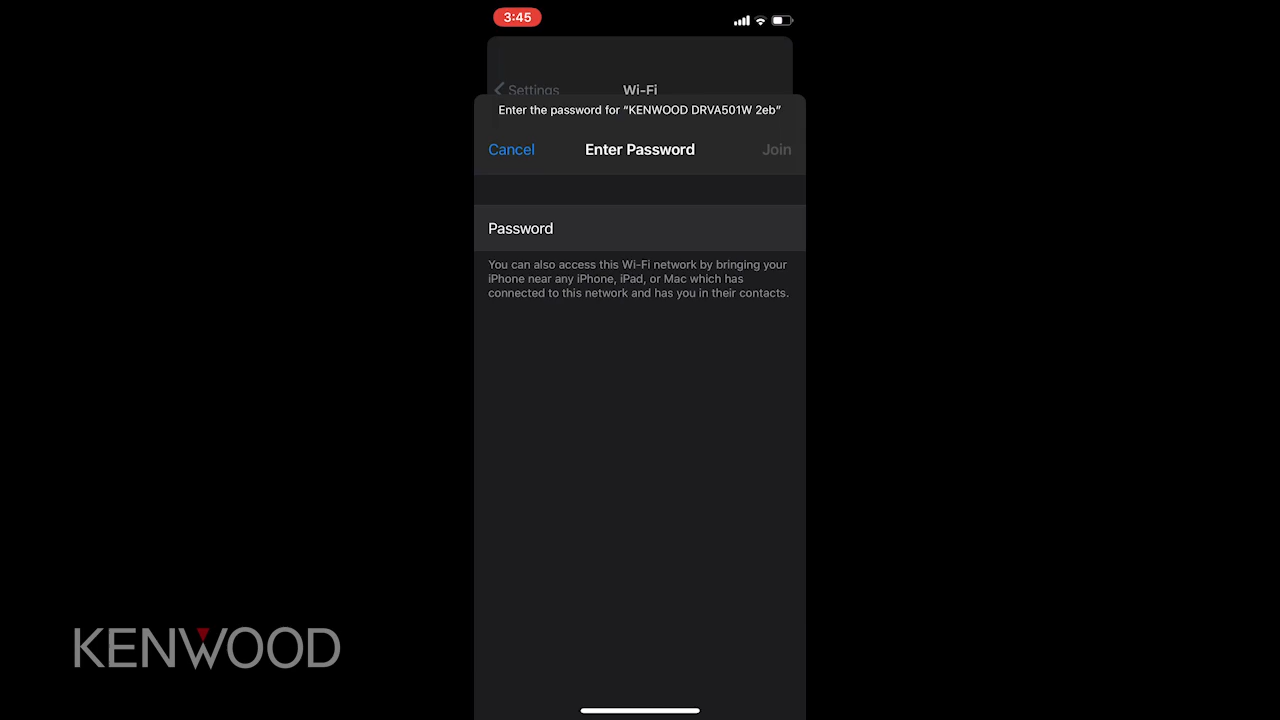 3:45
Settings
Wi-Fi
Enter the password for “KENWOOD DRVA501W 2eb”
Cancel
Enter Password
Join
Password
You can also access this Wi-Fi network by bringing your
iPhone near any iPhone, iPad, or Mac which has
connected to this network and has you in their contacts.
KENWOOD